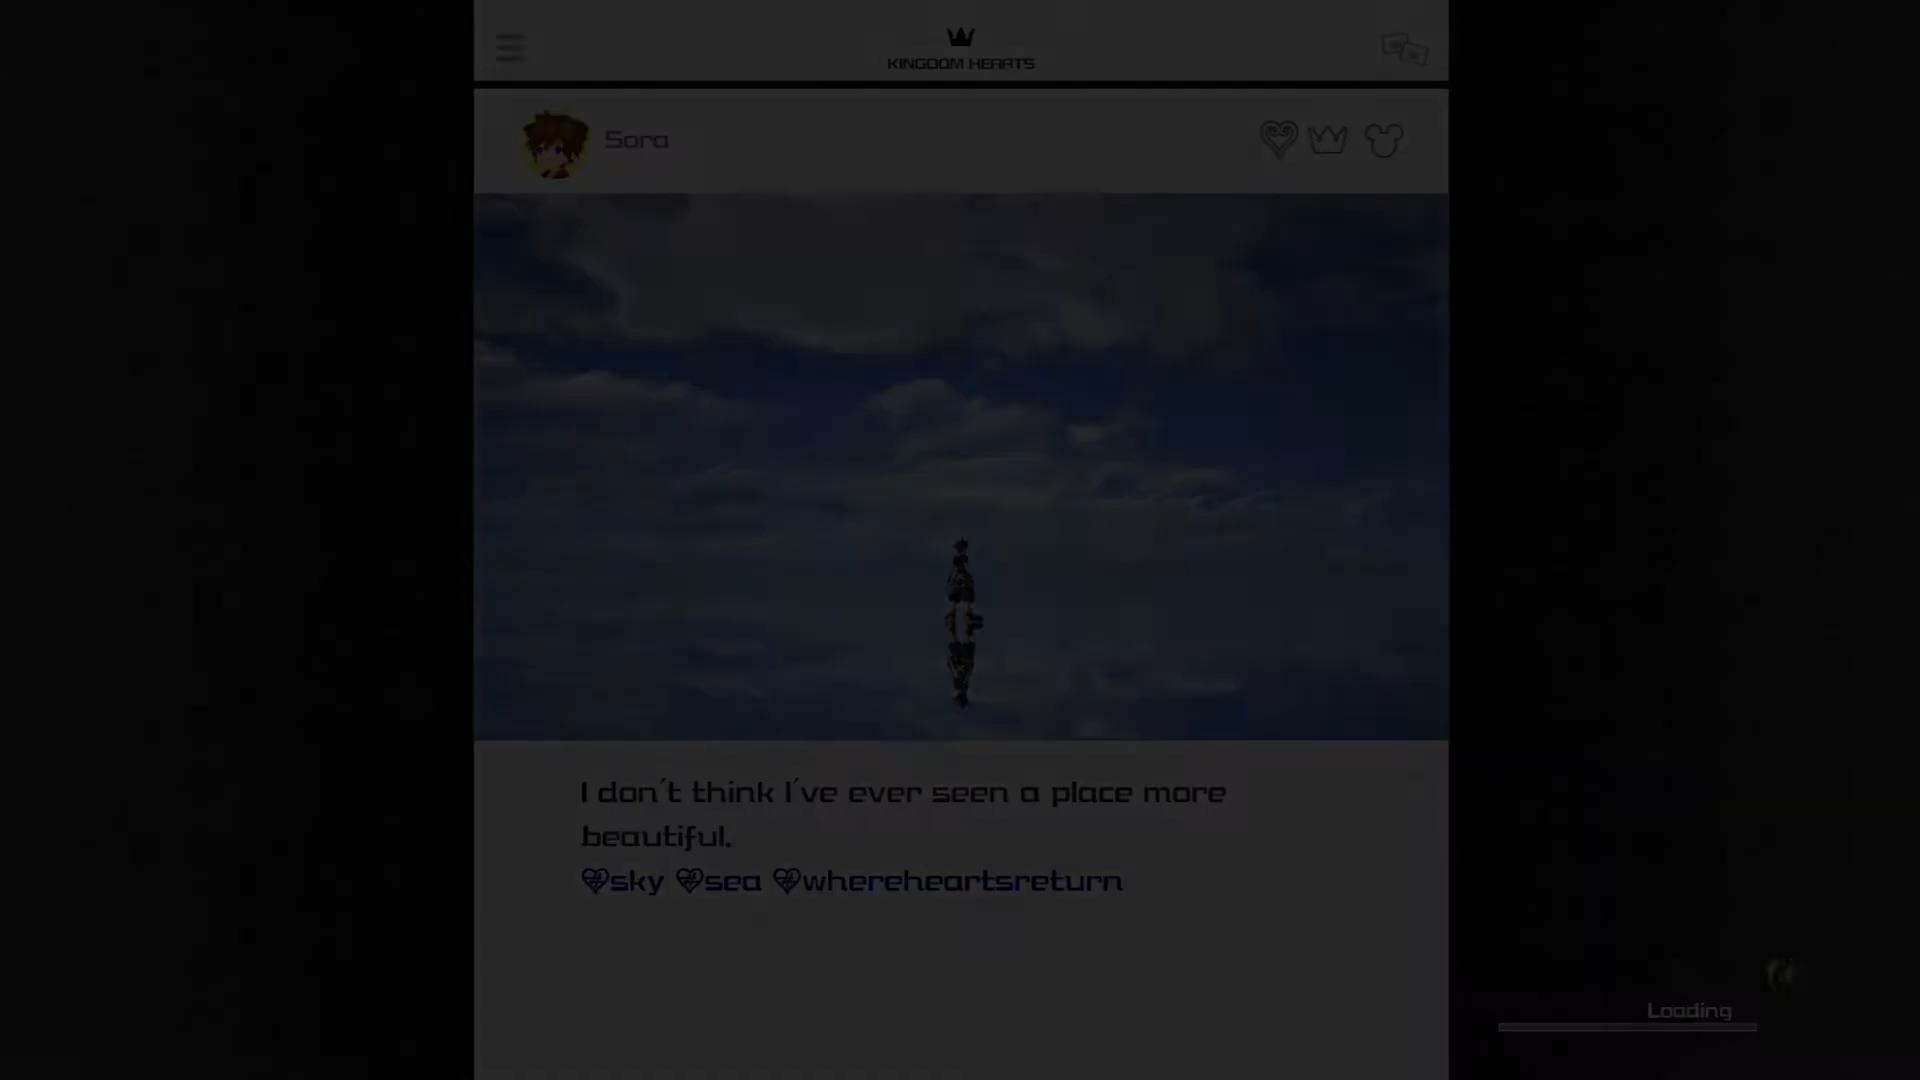 KINGDOM HEARTS
Sora
I don't think I've ever seen a place more
beautiful.
#sky #sea #whereheartsreturn
Loading